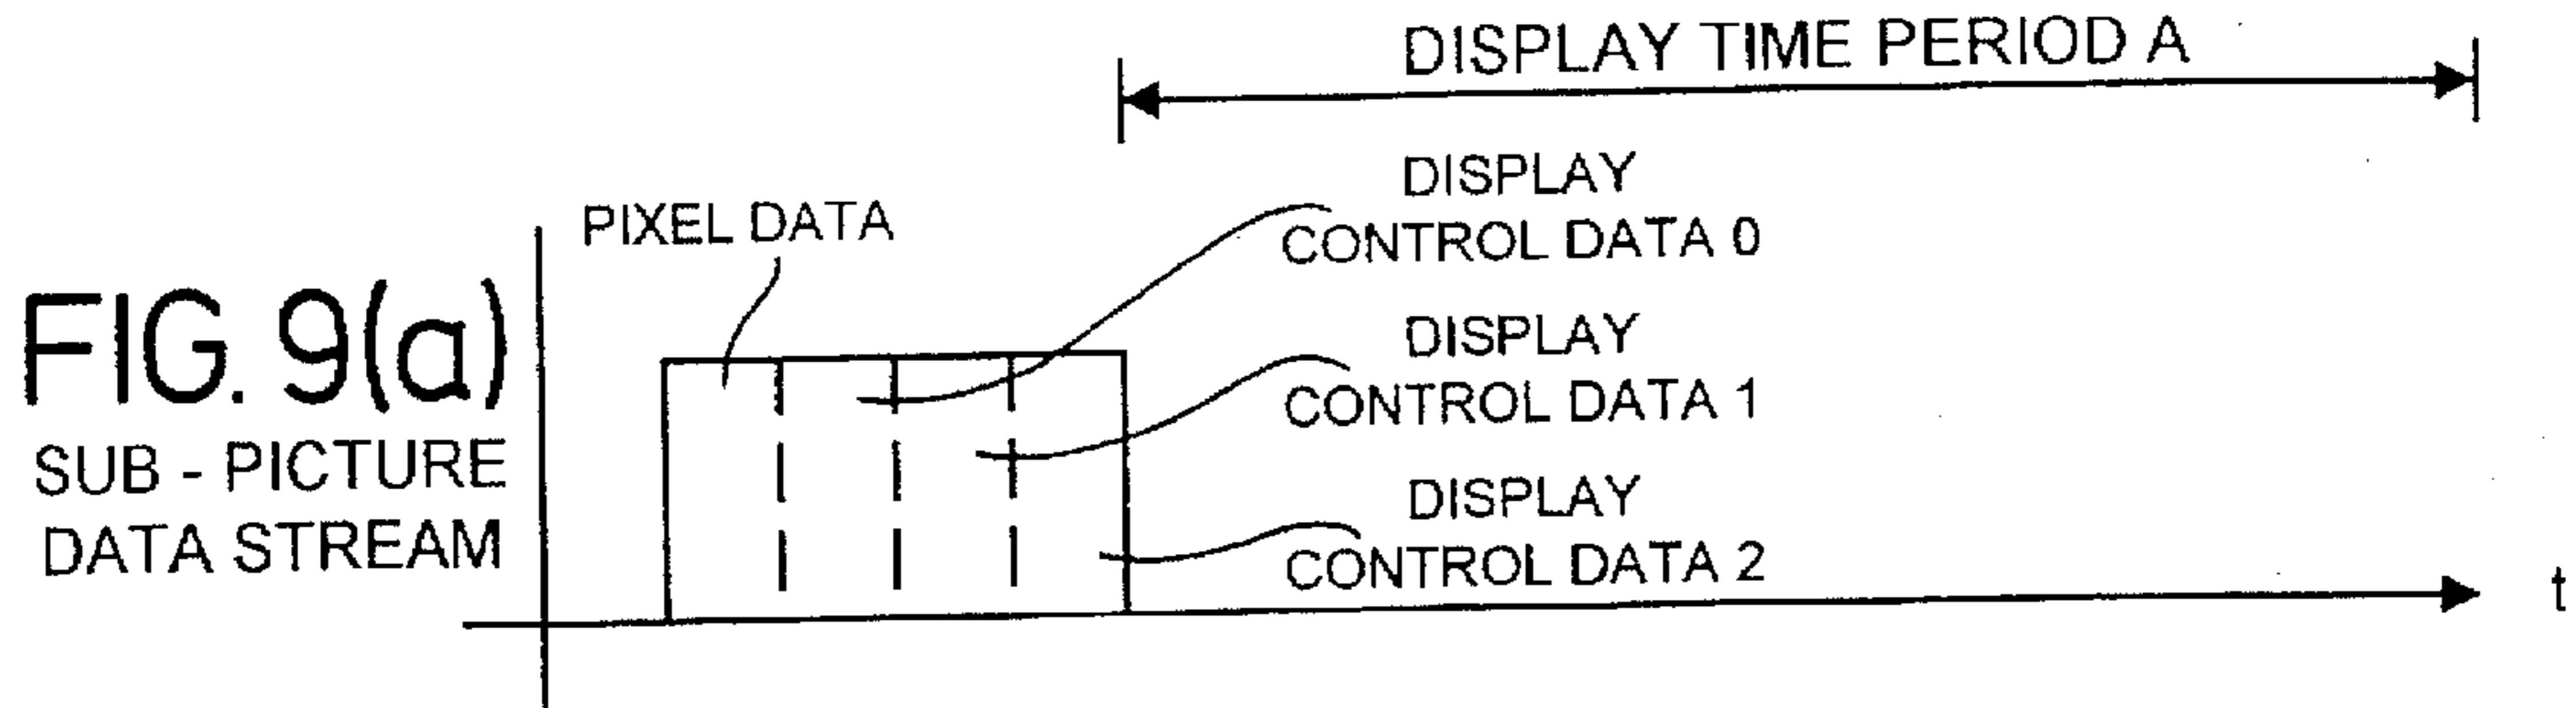 DISPLAY TIME PERIOD A
PIXEL DATA
DISPLAY
CONTROL DATA 0
DISPLAY
CONTROL DATA 1
DISPLAY
CONTROL DATA 2
FIG. 9(a)
SUB - PICTURE
DATA STREAM
t